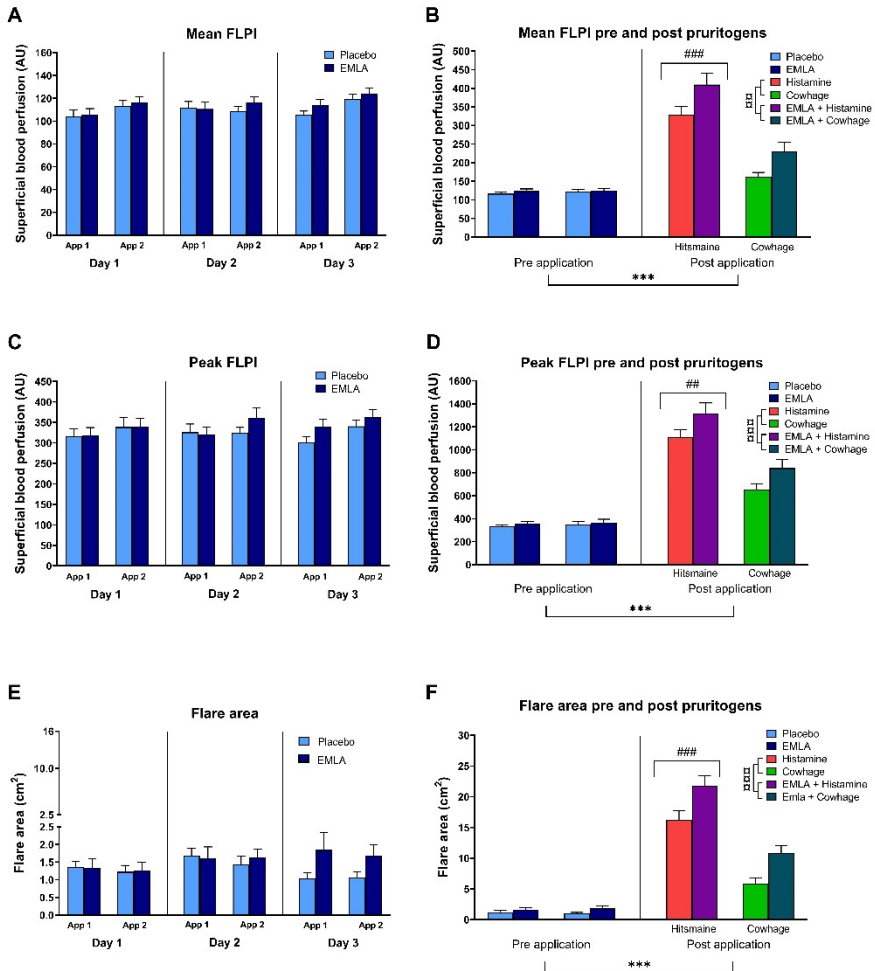 A
Mean FLPI
Superficial blood perfusion (AU)
160
140
120
100
80
60
40
20
0
Placebo
EMLA
App 1
App 2
App 1
App 2
App 1
App 2
Day 1
Day 2
Day 3
B
Mean FLPI pre and post pruritogens
Superficial blood perfusion (AU)
500
450
400
350
300
250
200
150
100
50
0
###
Placebo
EMLA
Histamine
Cowhage
EMLA + Histamine
EMLA + Cowhage
¤¤
Hitsmaine
Cowhage
Pre application
Post application
***
C
Peak FLPI
Superficial blood perfusion (AU)
450
400
350
300
250
200
150
100
50
0
Placebo
EMLA
App 1
App 2
App 1
App 2
App 1
App 2
Day 1
Day 2
Day 3
D
Peak FLPI pre and post pruritogens
Superficial blood perfusion (AU)
1600
1400
1200
1000
800
600
400
200
0
##
Placebo
EMLA
Histamine
Cowhage
EMLA + Histamine
EMLA + Cowhage
¤¤¤
Hitsmaine
Cowhage
Pre application
Post application
***
E
Flare area
Flare area (cm²)
16
10.0
2.5
2.5
2.0
1.5
1.0
0.5
0.0
Placebo
EMLA
App 1
App 2
App 1
App 2
App 1
App 2
Day 1
Day 2
Day 3
F
Flare area pre and post pruritogens
Flare area (cm²)
30
25
20
15
10
5
0
###
Placebo
EMLA
Histamine
Cowhage
EMLA + Histamine
Emla + Cowhage
¤¤¤
Hitsmaine
Cowhage
Pre application
Post application
***